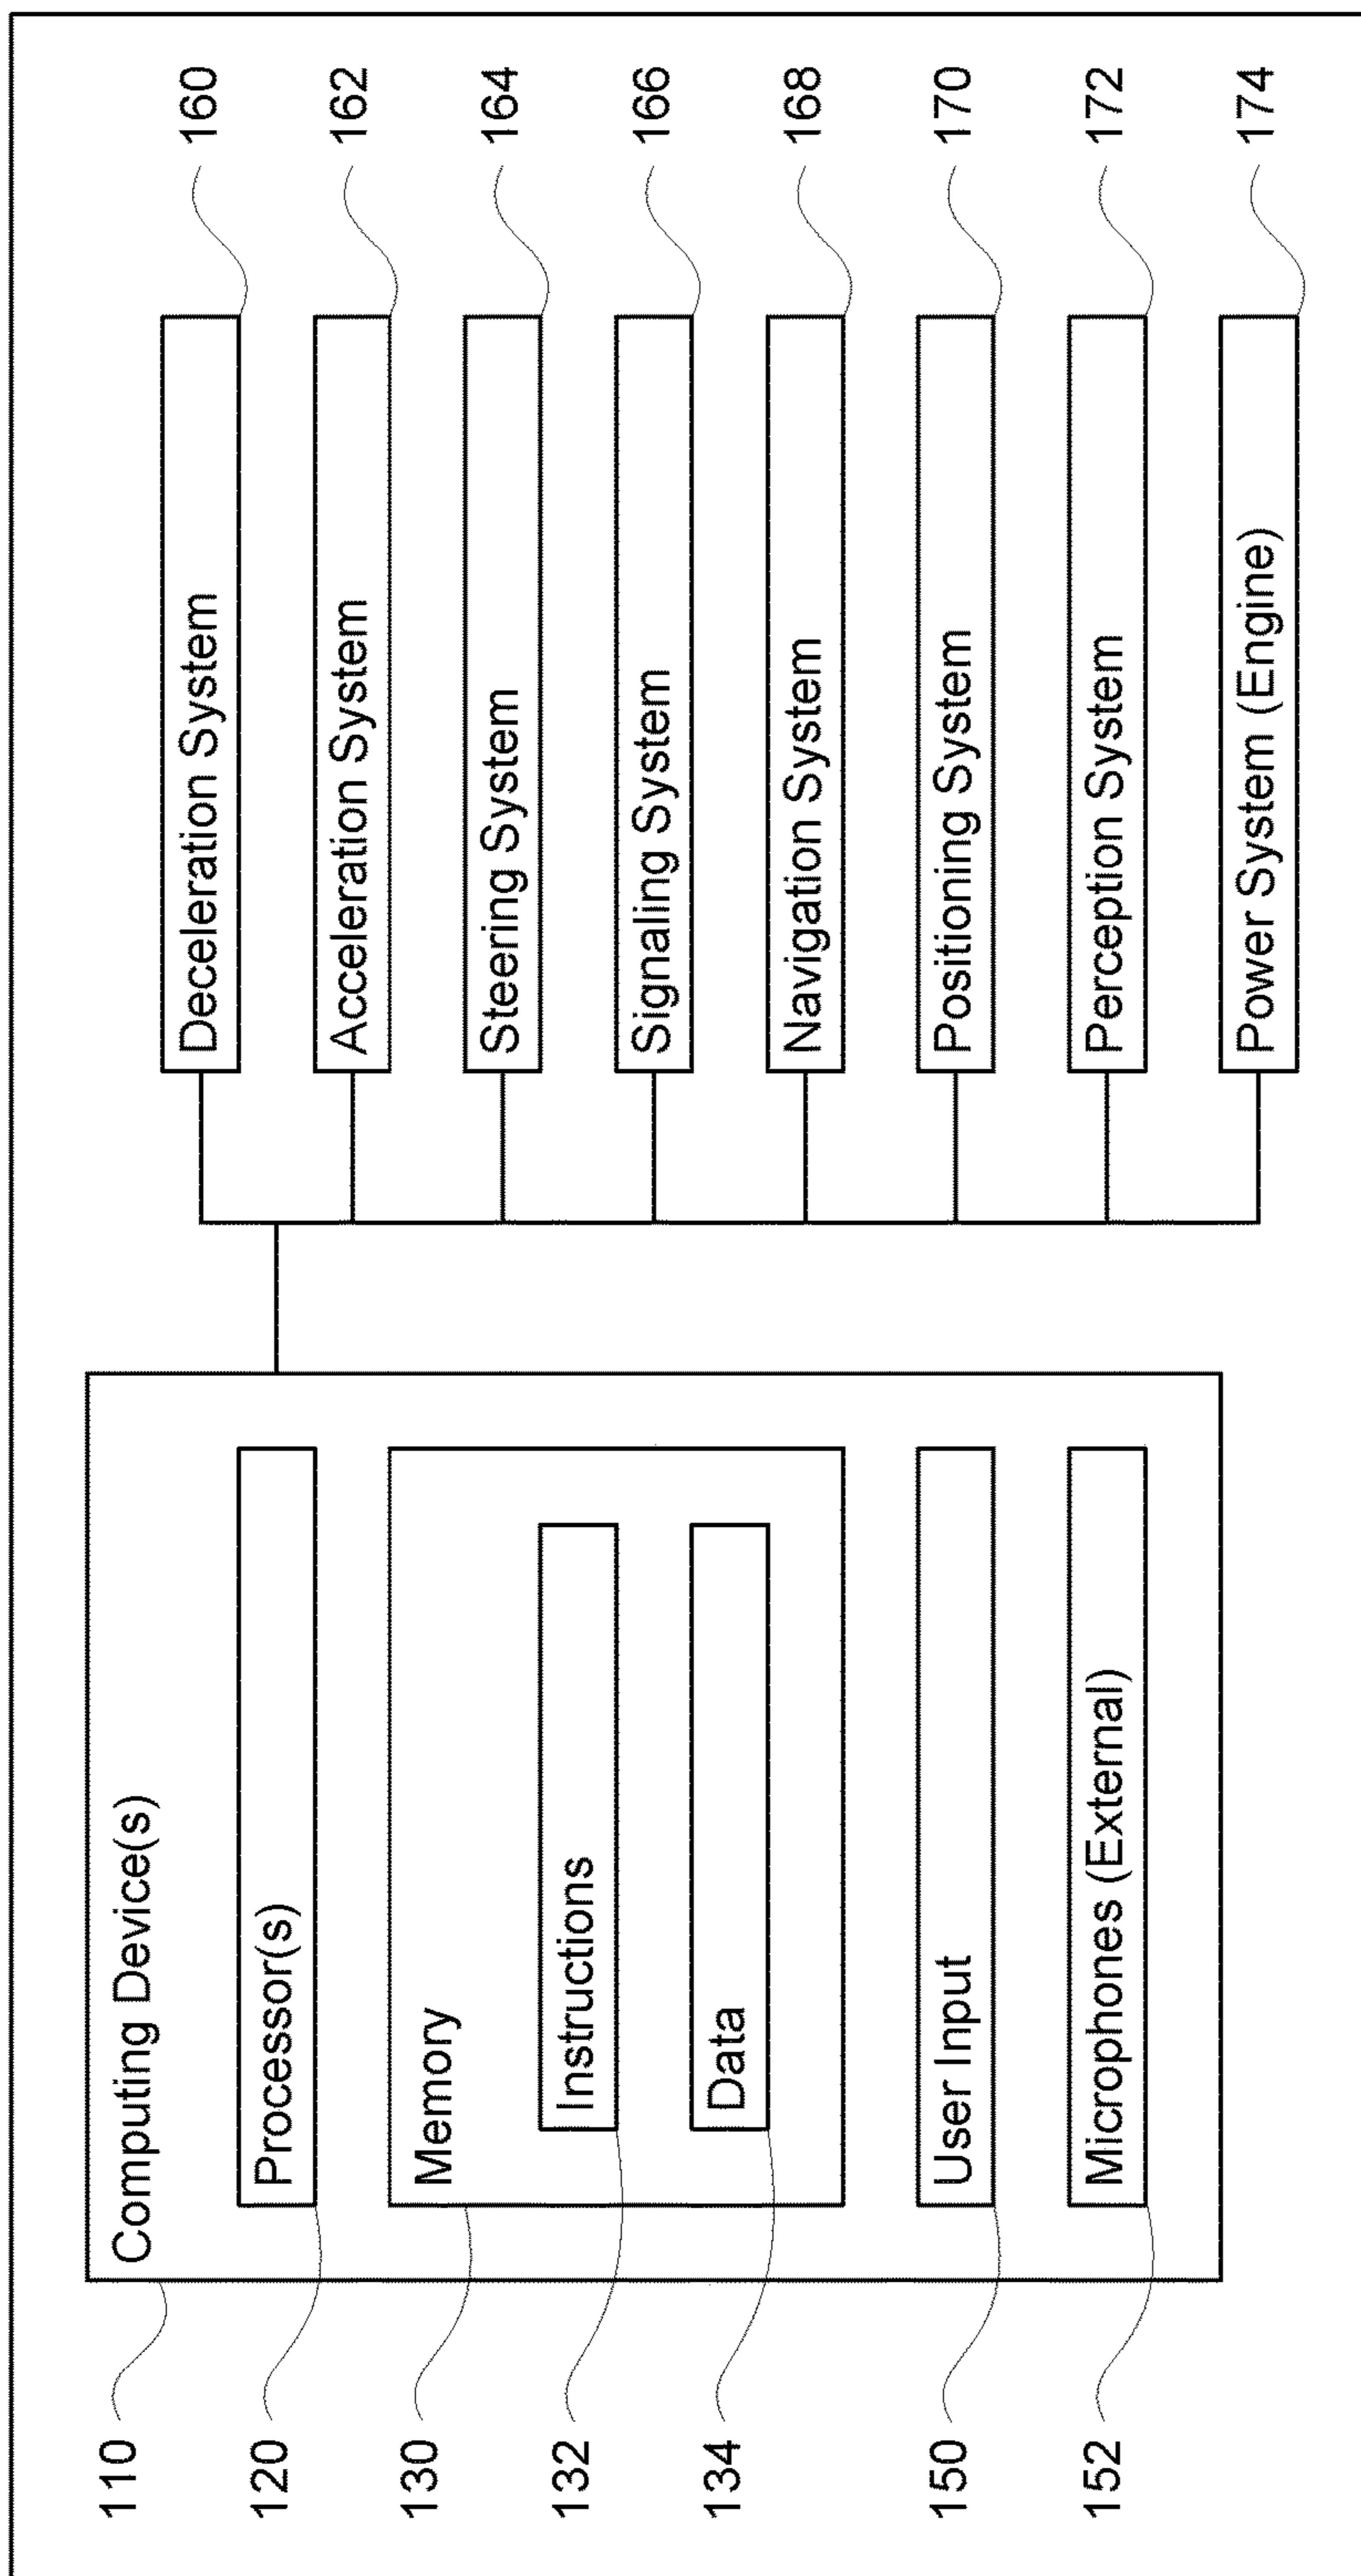 Computing Device(s)
Processor(s)
Memory
Instructions
Data
User Input
Microphones (External)
110
120
130
132
134
150
152
Deceleration System
Acceleration System
Steering System
Signaling System
Navigation System
Positioning System
Perception System
Power System (Engine)
160
162
164
166
168
170
172
174